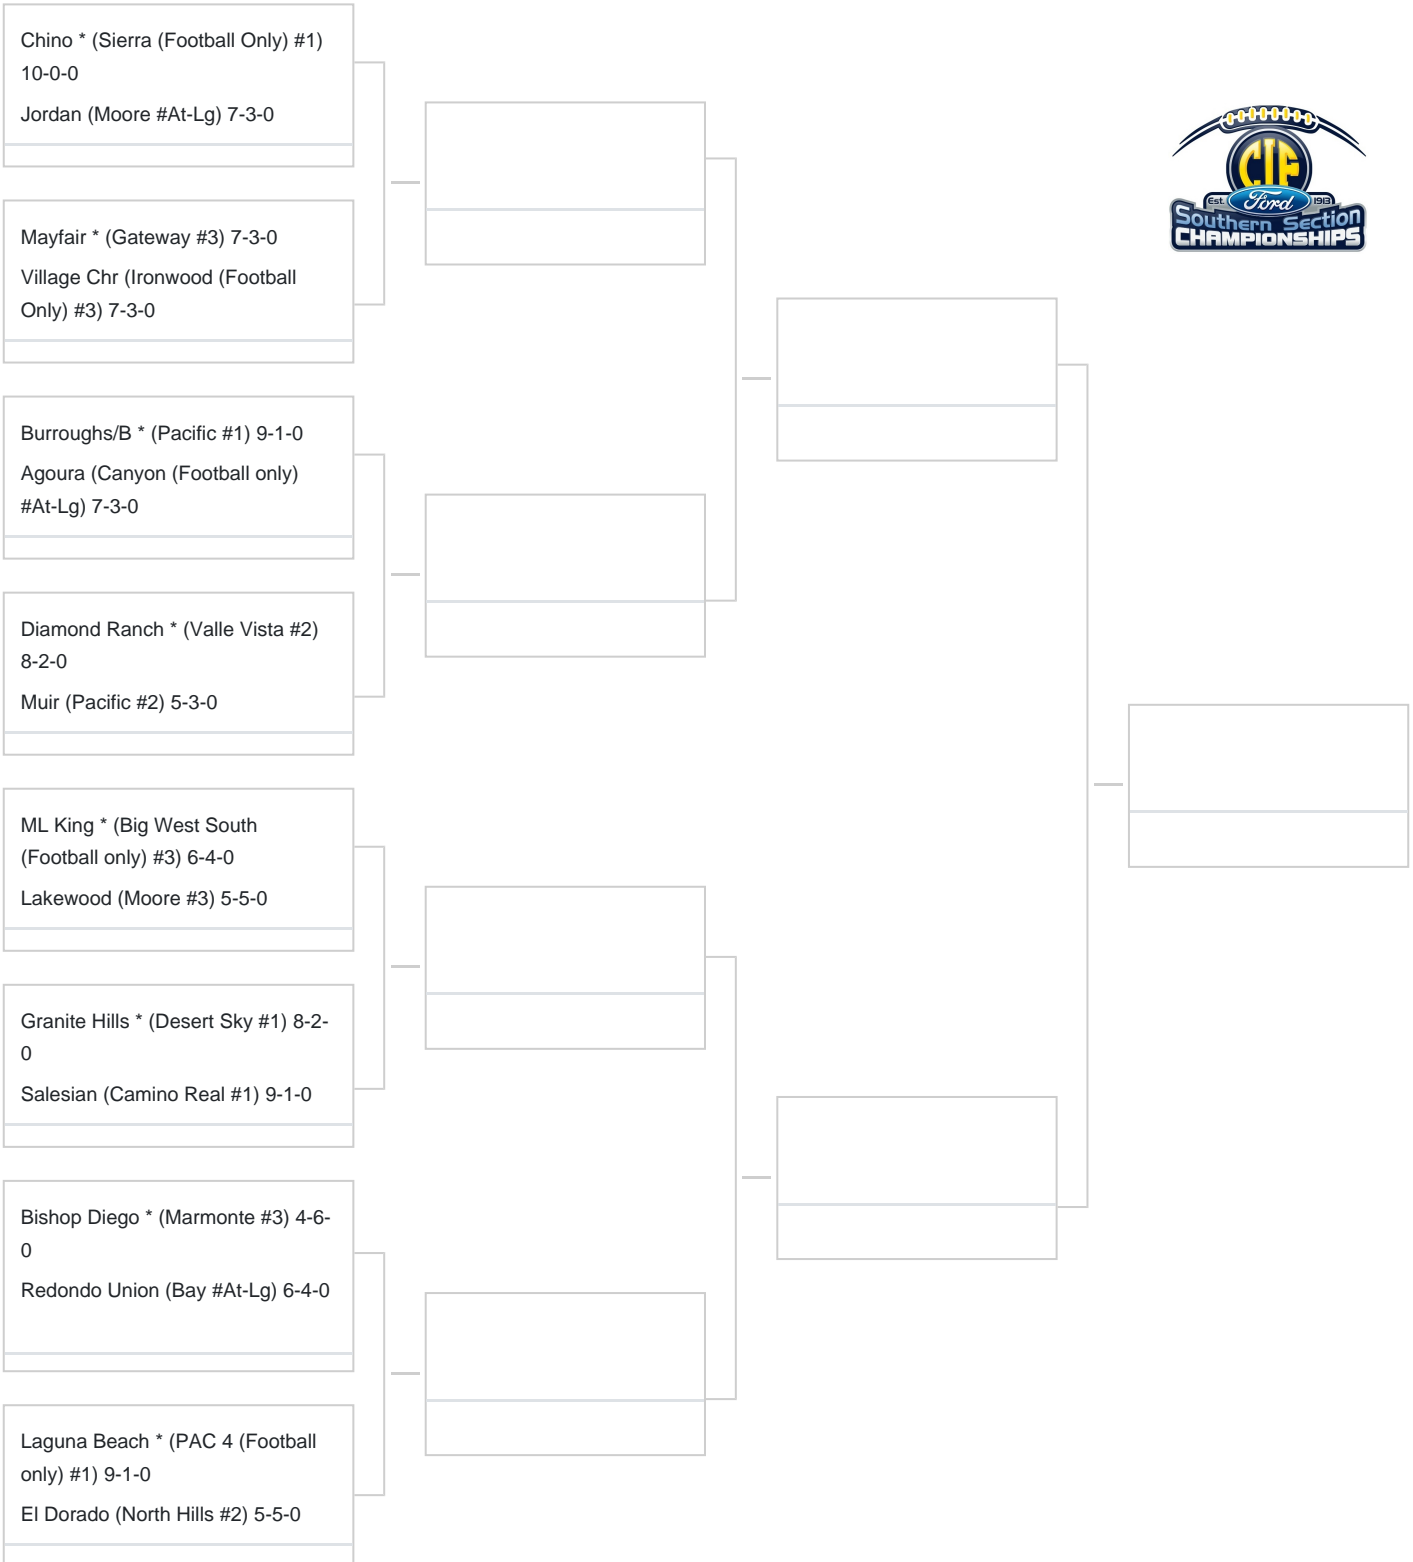 Chino * (Sierra (Football Only) #1)
10-0-0
Jordan (Moore #At-Lg) 7-3-0
Mayfair * (Gateway #3) 7-3-0
Village Chr (Ironwood (Football
Only) #3) 7-3-0
Burroughs/B * (Pacific #1) 9-1-0
Agoura (Canyon (Football only)
#At-Lg) 7-3-0
Diamond Ranch * (Valle Vista #2)
8-2-0
Muir (Pacific #2) 5-3-0
ML King * (Big West South
(Football only) #3) 6-4-0
Lakewood (Moore #3) 5-5-0
Granite Hills * (Desert Sky #1) 8-2-
0
Salesian (Camino Real #1) 9-1-0
Bishop Diego * (Marmonte #3) 4-6-
0
Redondo Union (Bay #At-Lg) 6-4-0
Laguna Beach * (PAC 4 (Football
only) #1) 9-1-0
El Dorado (North Hills #2) 5-5-0
CIF
Est. Ford 1913
Southern Section
CHAMPIONSHIPS